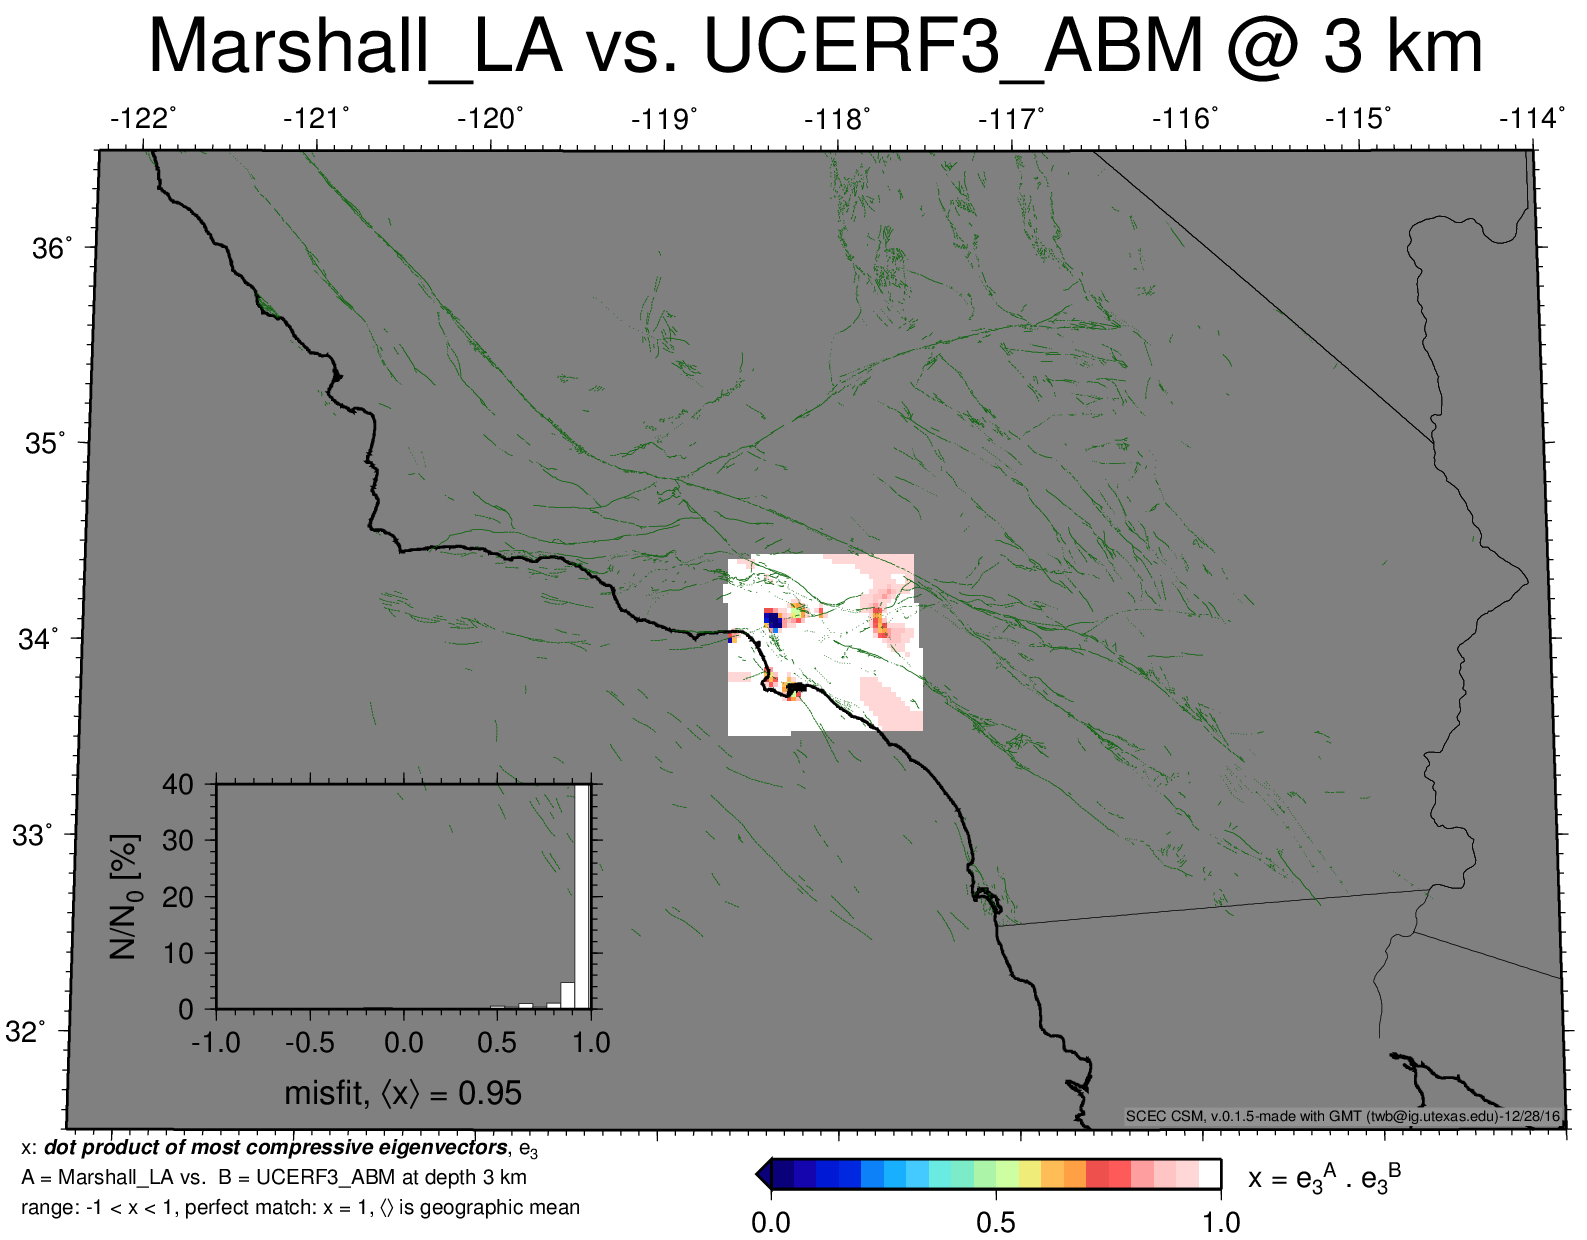 Marshall_LA vs. UCERF3_ABM @ 3 km
-122˚ -121˚ -120˚ -119˚ -118˚ -117˚ -116˚ -115˚ -114˚
36˚
35˚
34˚
33˚
32˚
40
30
20
10
0
N/N0 [%]
-1.0 -0.5 0.0 0.5 1.0
misfit, ⟨x⟩ = 0.95
SCEC CSM, v.0.1.5-made with GMT (twb@ig.utexas.edu)-12/28/16
x: dot product of most compressive eigenvectors, e3
A = Marshall_LA vs. B = UCERF3_ABM at depth 3 km
range: -1 < x < 1, perfect match: x = 1, ⟨⟩ is geographic mean
x = e3A . e3B
0.0 0.5 1.0